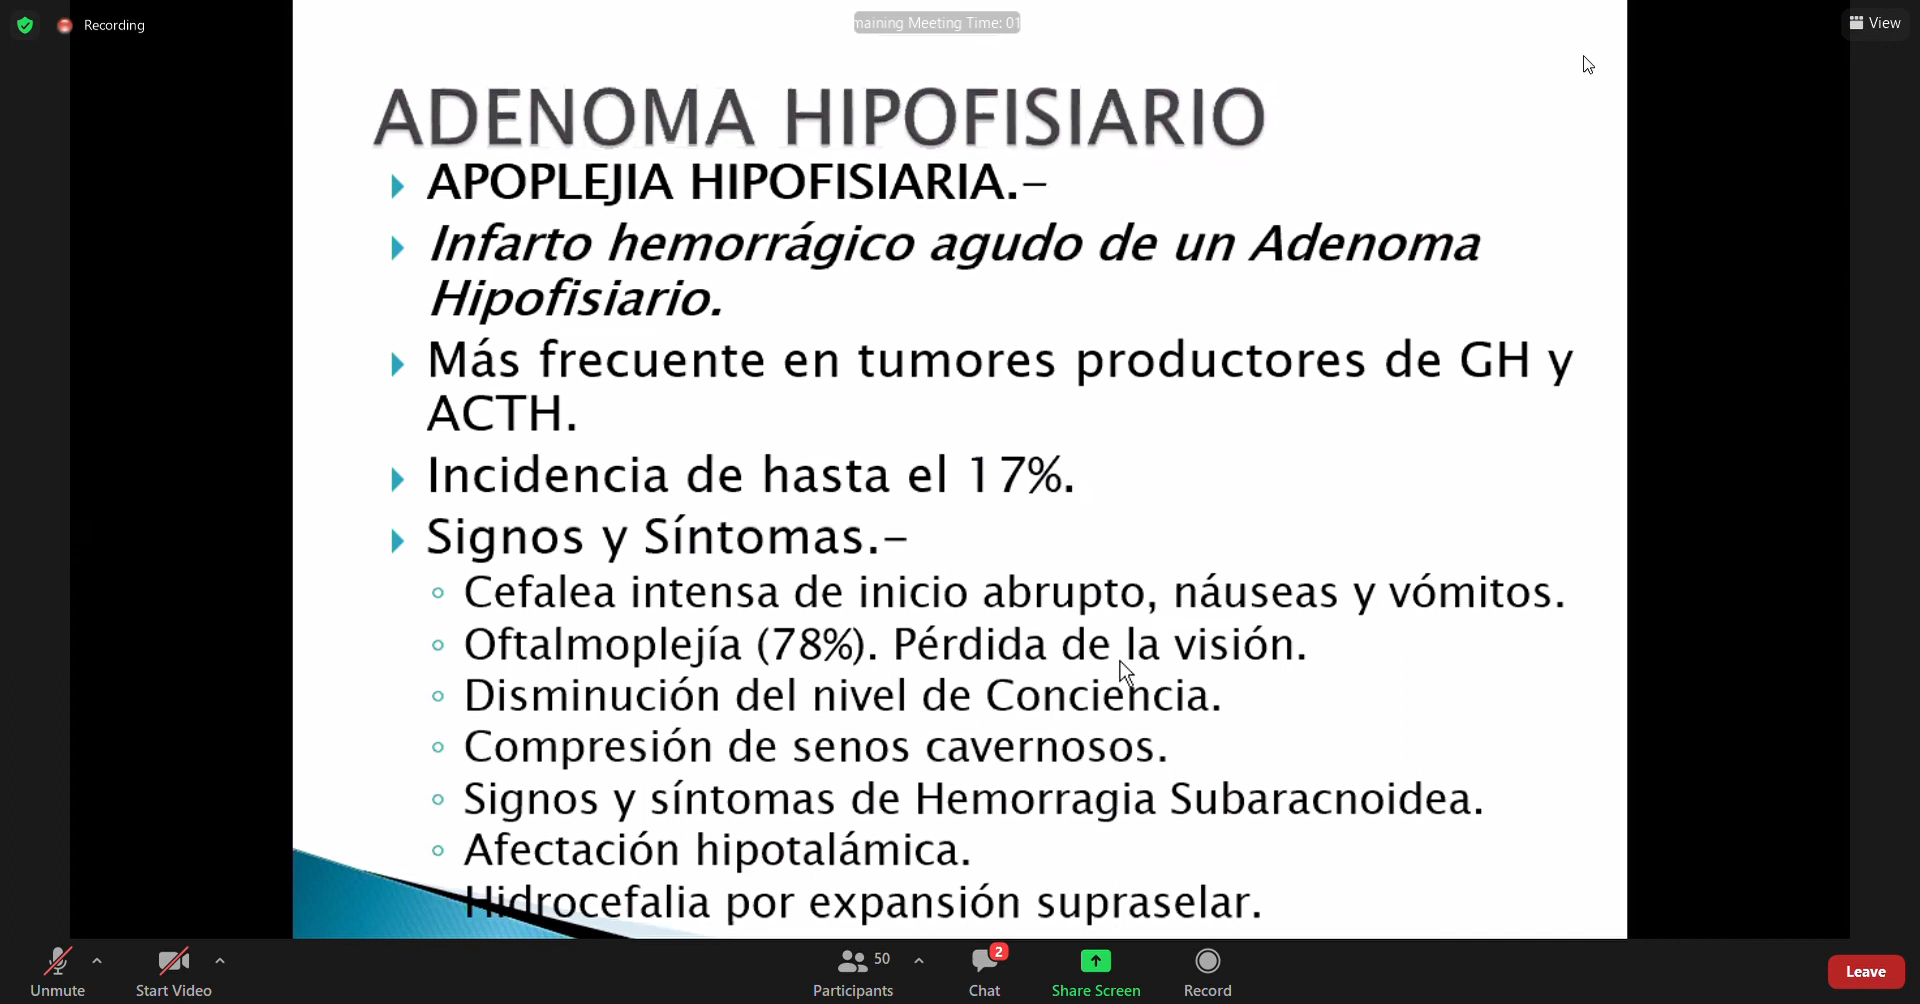 Recording
maining Meeting Time: 01
View
ADENOMA HIPOFISIARIO
APOPLEJIA HIPOFISIARIA.–
Infarto hemorrágico agudo de un Adenoma
Hipofisiario.
Más frecuente en tumores productores de GH y
ACTH.
Incidencia de hasta el 17%.
Signos y Síntomas.–
Cefalea intensa de inicio abrupto, náuseas y vómitos.
Oftalmoplejía (78%). Pérdida de la visión.
Disminución del nivel de Conciencia.
Compresión de senos cavernosos.
Signos y síntomas de Hemorragia Subaracnoidea.
Afectación hipotalámica.
Hidrocefalia por expansión supraselar.
50
2
Unmute
Start Video
Participants
Chat
Share Screen
Record
Leave